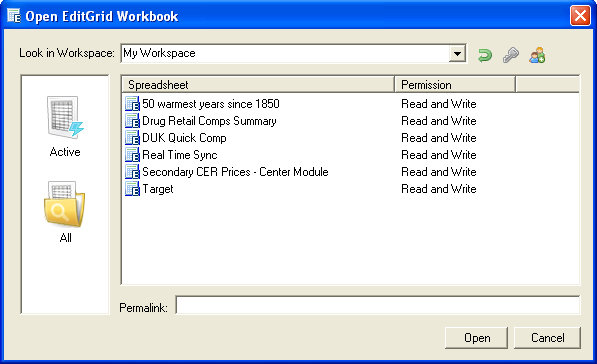 Open EditGrid Workbook
Look in Workspace: My Workspace
Spreadsheet Permission
50 warmest years since 1850 Read and Write
Drug Retail Comps Summary Read and Write
DUK Quick Comp Read and Write
Real Time Sync Read and Write
Secondary CER Prices - Center Module Read and Write
Target Read and Write
Active
All
Permalink:
Open Cancel